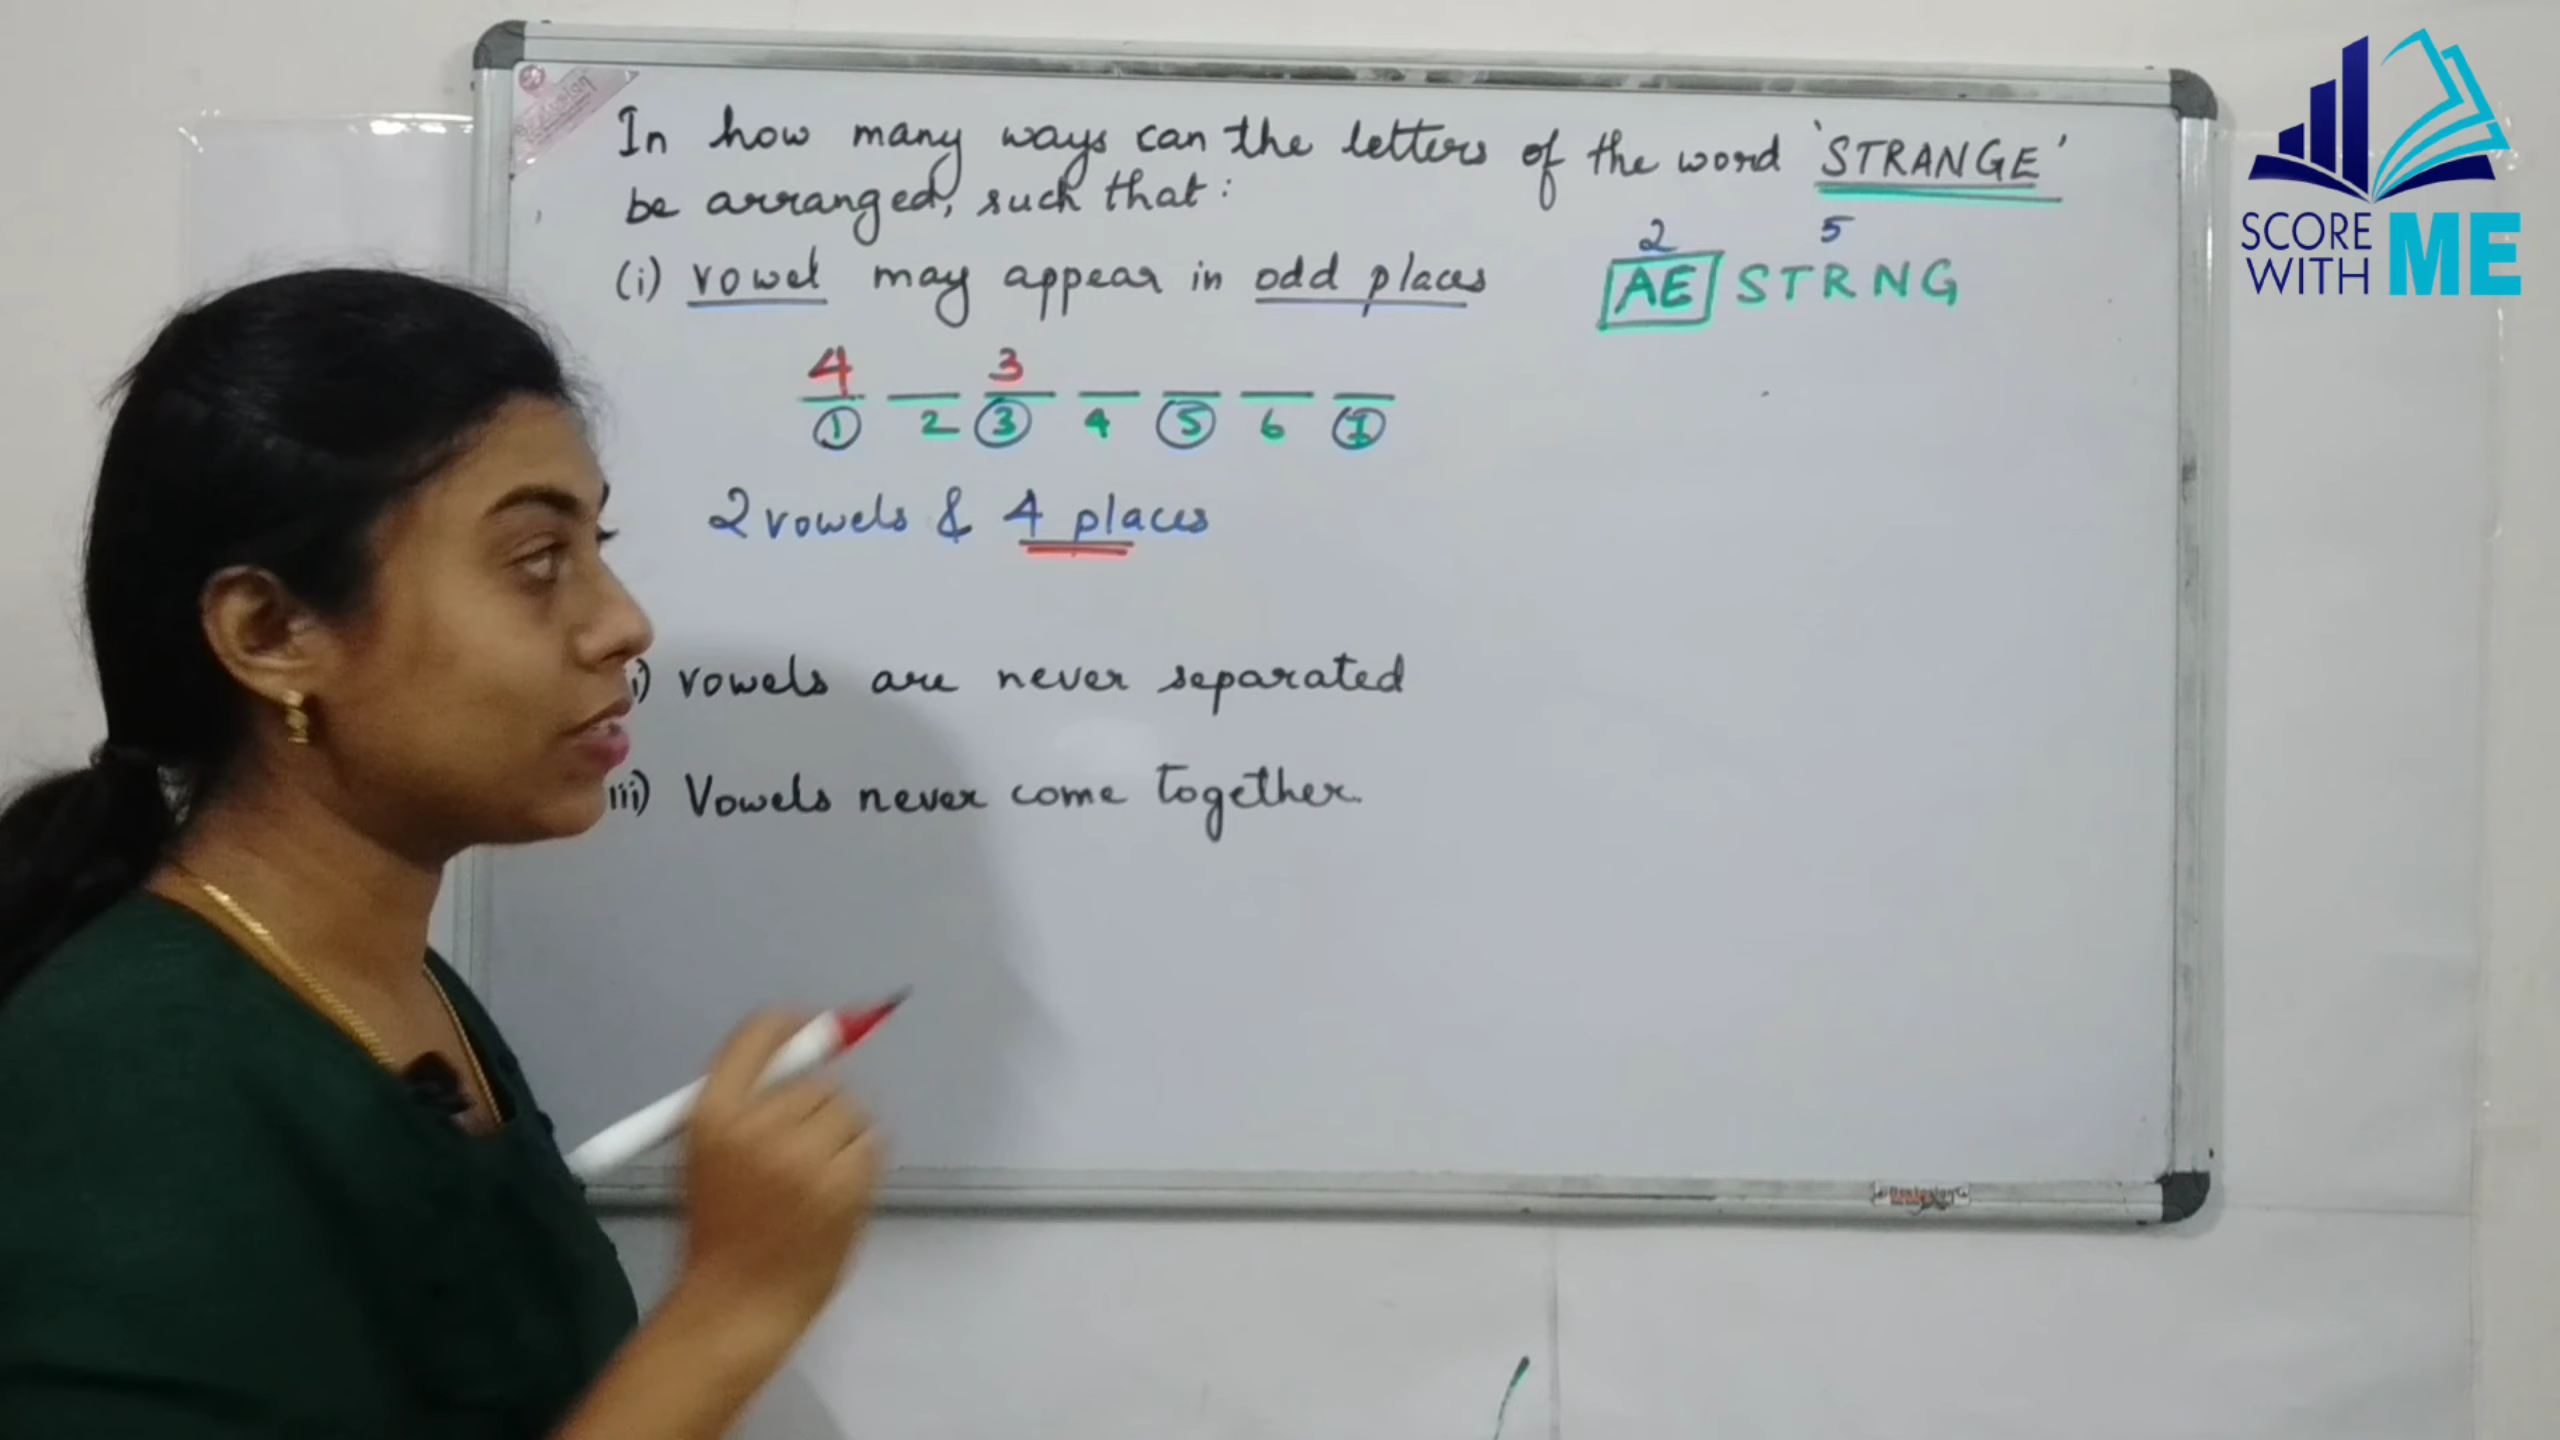 In how many ways can the letters of the word 'STRANGE'
be arranged, such that:
(i) vowel may appear in odd places
2 5
AE STRNG
4 3
1 2 3 4 5 6 7
2 vowels & 4 places
i) vowels are never separated
iii) Vowels never come together.
SCORE
WITH ME